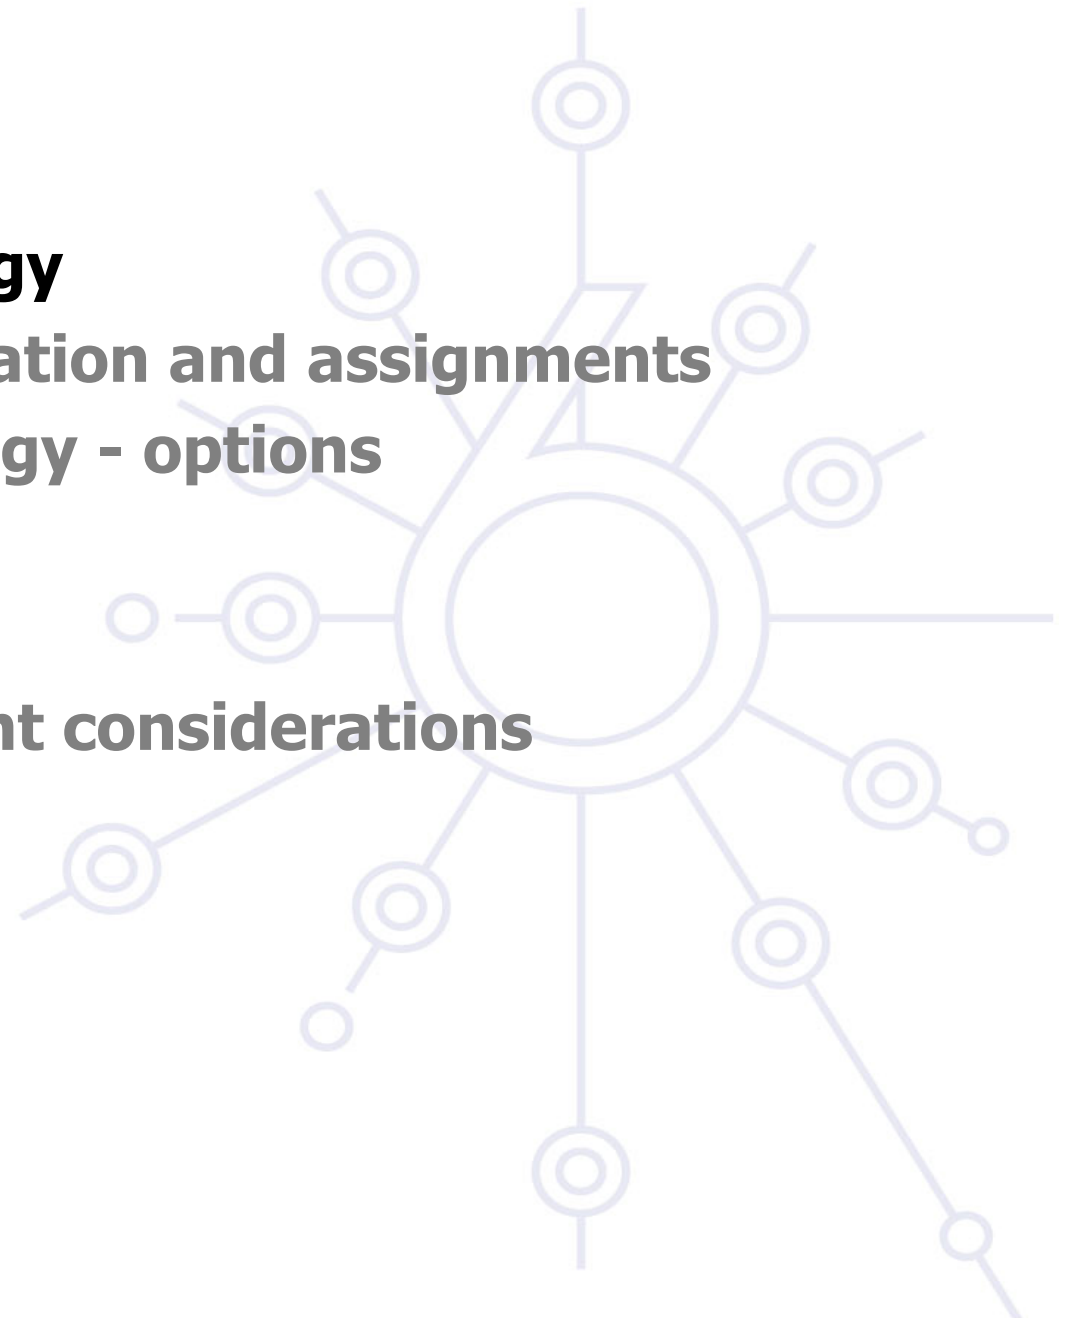 gy
ation and assignments
gy - options
nt considerations